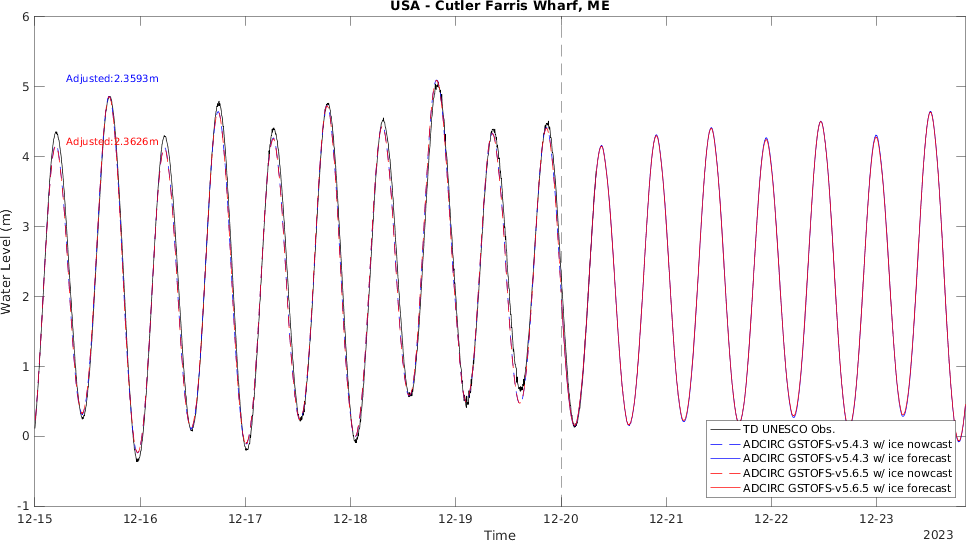 USA - Cutler Farris Wharf, ME
6
5
4
3
2
1
0
-1
Water Level (m)
Adjusted:2.3593m
Adjusted:2.3626m
TD UNESCO Obs.
ADCIRC GSTOFS-v5.4.3 w/ ice nowcast
ADCIRC GSTOFS-v5.4.3 w/ ice forecast
ADCIRC GSTOFS-v5.6.5 w/ ice nowcast
ADCIRC GSTOFS-v5.6.5 w/ ice forecast
12-15 12-16 12-17 12-18 12-19 12-20 12-21 12-22 12-23
Time
2023